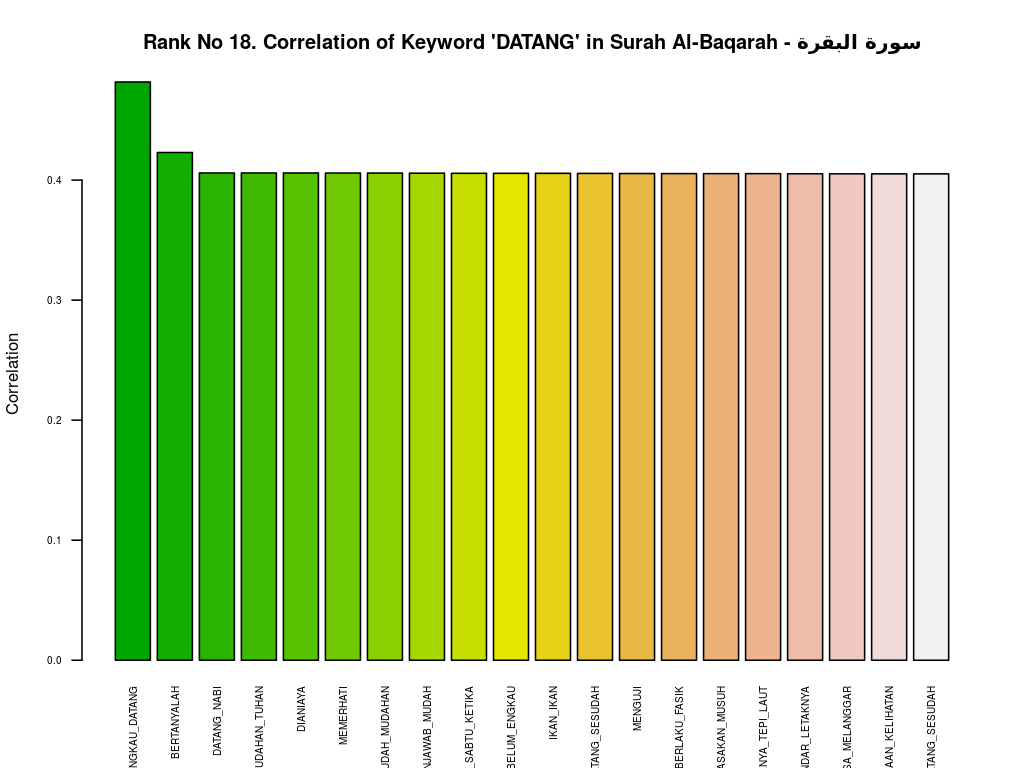 Rank No 18. Correlation of Keyword 'DATANG' in Surah Al-Baqarah - سورة البقرة
Correlation
0.4
0.3
0.2
0.1
0.0
NGKAU_DATANG
BERTANYALAH
DATANG_NABI
UDAHAN_TUHAN
DIANIAYA
MEMERHATI
UDAH_MUDAHAN
NJAWAB_MUDAH
_SABTU_KETIKA
BELUM_ENGKAU
IKAN_IKAN
TANG_SESUDAH
MENGUJI
BERLAKU_FASIK
ASAKAN_MUSUH
NYA_TEPI_LAUT
NDAR_LETAKNYA
SA_MELANGGAR
AAN_KELIHATAN
TANG_SESUDAH